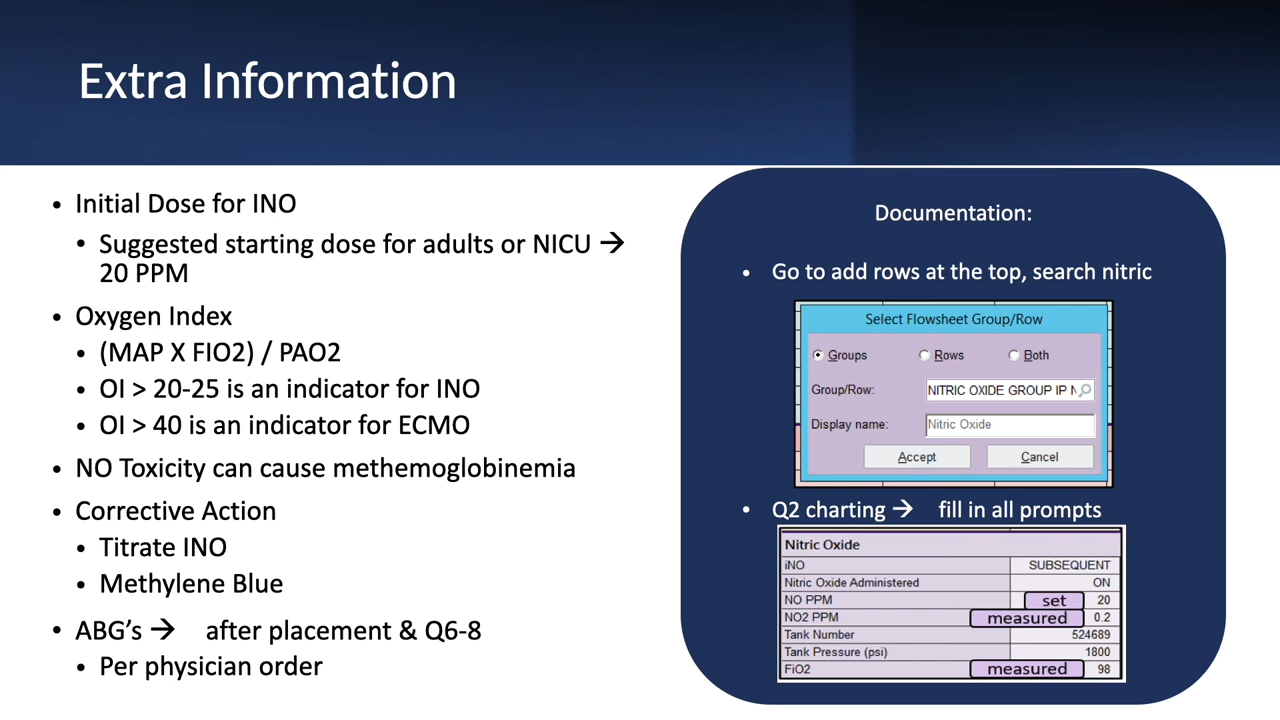 Extra Information
• Initial Dose for INO
• Suggested starting dose for adults or NICU →
20 PPM
• Oxygen Index
• (MAP X FIO2) / PAO2
• OI > 20-25 is an indicator for INO
• OI > 40 is an indicator for ECMO
• NO Toxicity can cause methemoglobinemia
• Corrective Action
• Titrate INO
• Methylene Blue
• ABG’s → after placement & Q6-8
• Per physician order
Documentation:
• Go to add rows at the top, search nitric
Select Flowsheet Group/Row
Groups Rows Both
Group/Row: NITRIC OXIDE GROUP IP N
Display name: Nitric Oxide
Accept Cancel
• Q2 charting → fill in all prompts
Nitric Oxide
iNO SUBSEQUENT
Nitric Oxide Administered ON
NO PPM set 20
NO2 PPM measured 0.2
Tank Number 524689
Tank Pressure (psi) 1800
FiO2 measured 98